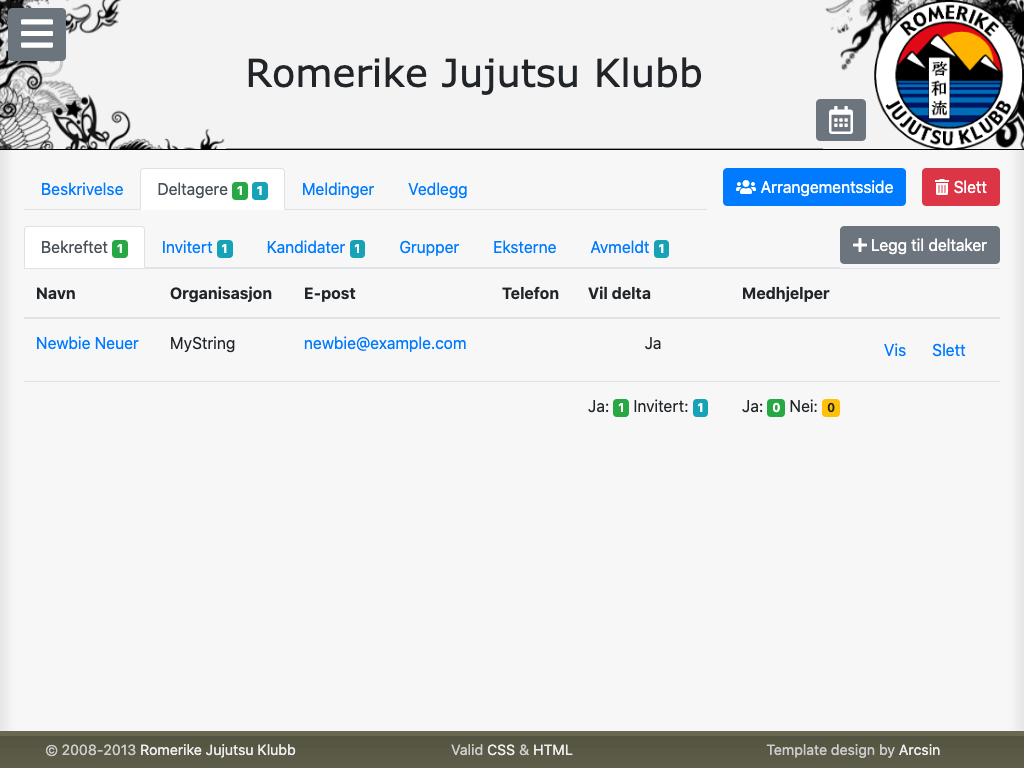 Romerike Jujutsu Klubb
ROMERIKE
啓和流
JUJUTSU KLUBB
Beskrivelse Deltagere 1 1 Meldinger Vedlegg Arrangementsside Slett
Bekreftet 1 Invitert 1 Kandidater 1 Grupper Eksterne Avmeldt 1 Legg til deltaker
Navn Organisasjon E-post Telefon Vil delta Medhjelper
Newbie Neuer MyString newbie@example.com Ja Vis Slett
Ja: 1 Invitert: 1 Ja: 0 Nei: 0
© 2008-2013 Romerike Jujutsu Klubb Valid CSS & HTML Template design by Arcsin